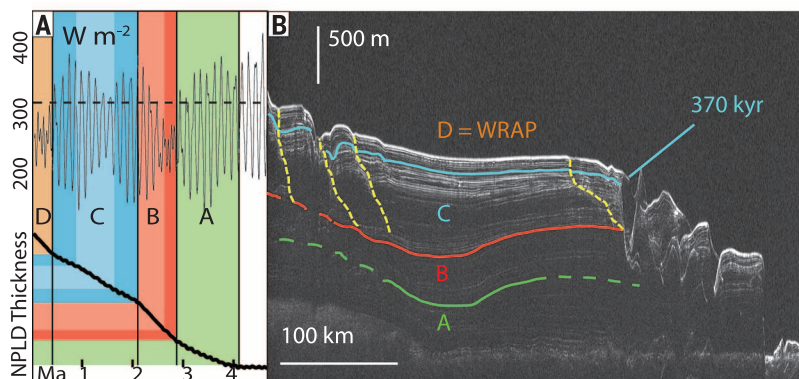 A
W m⁻²
400
300
200
D
C
B
A
NPLD Thickness
Ma
1
2
3
4
B
500 m
370 kyr
D = WRAP
C
B
A
100 km